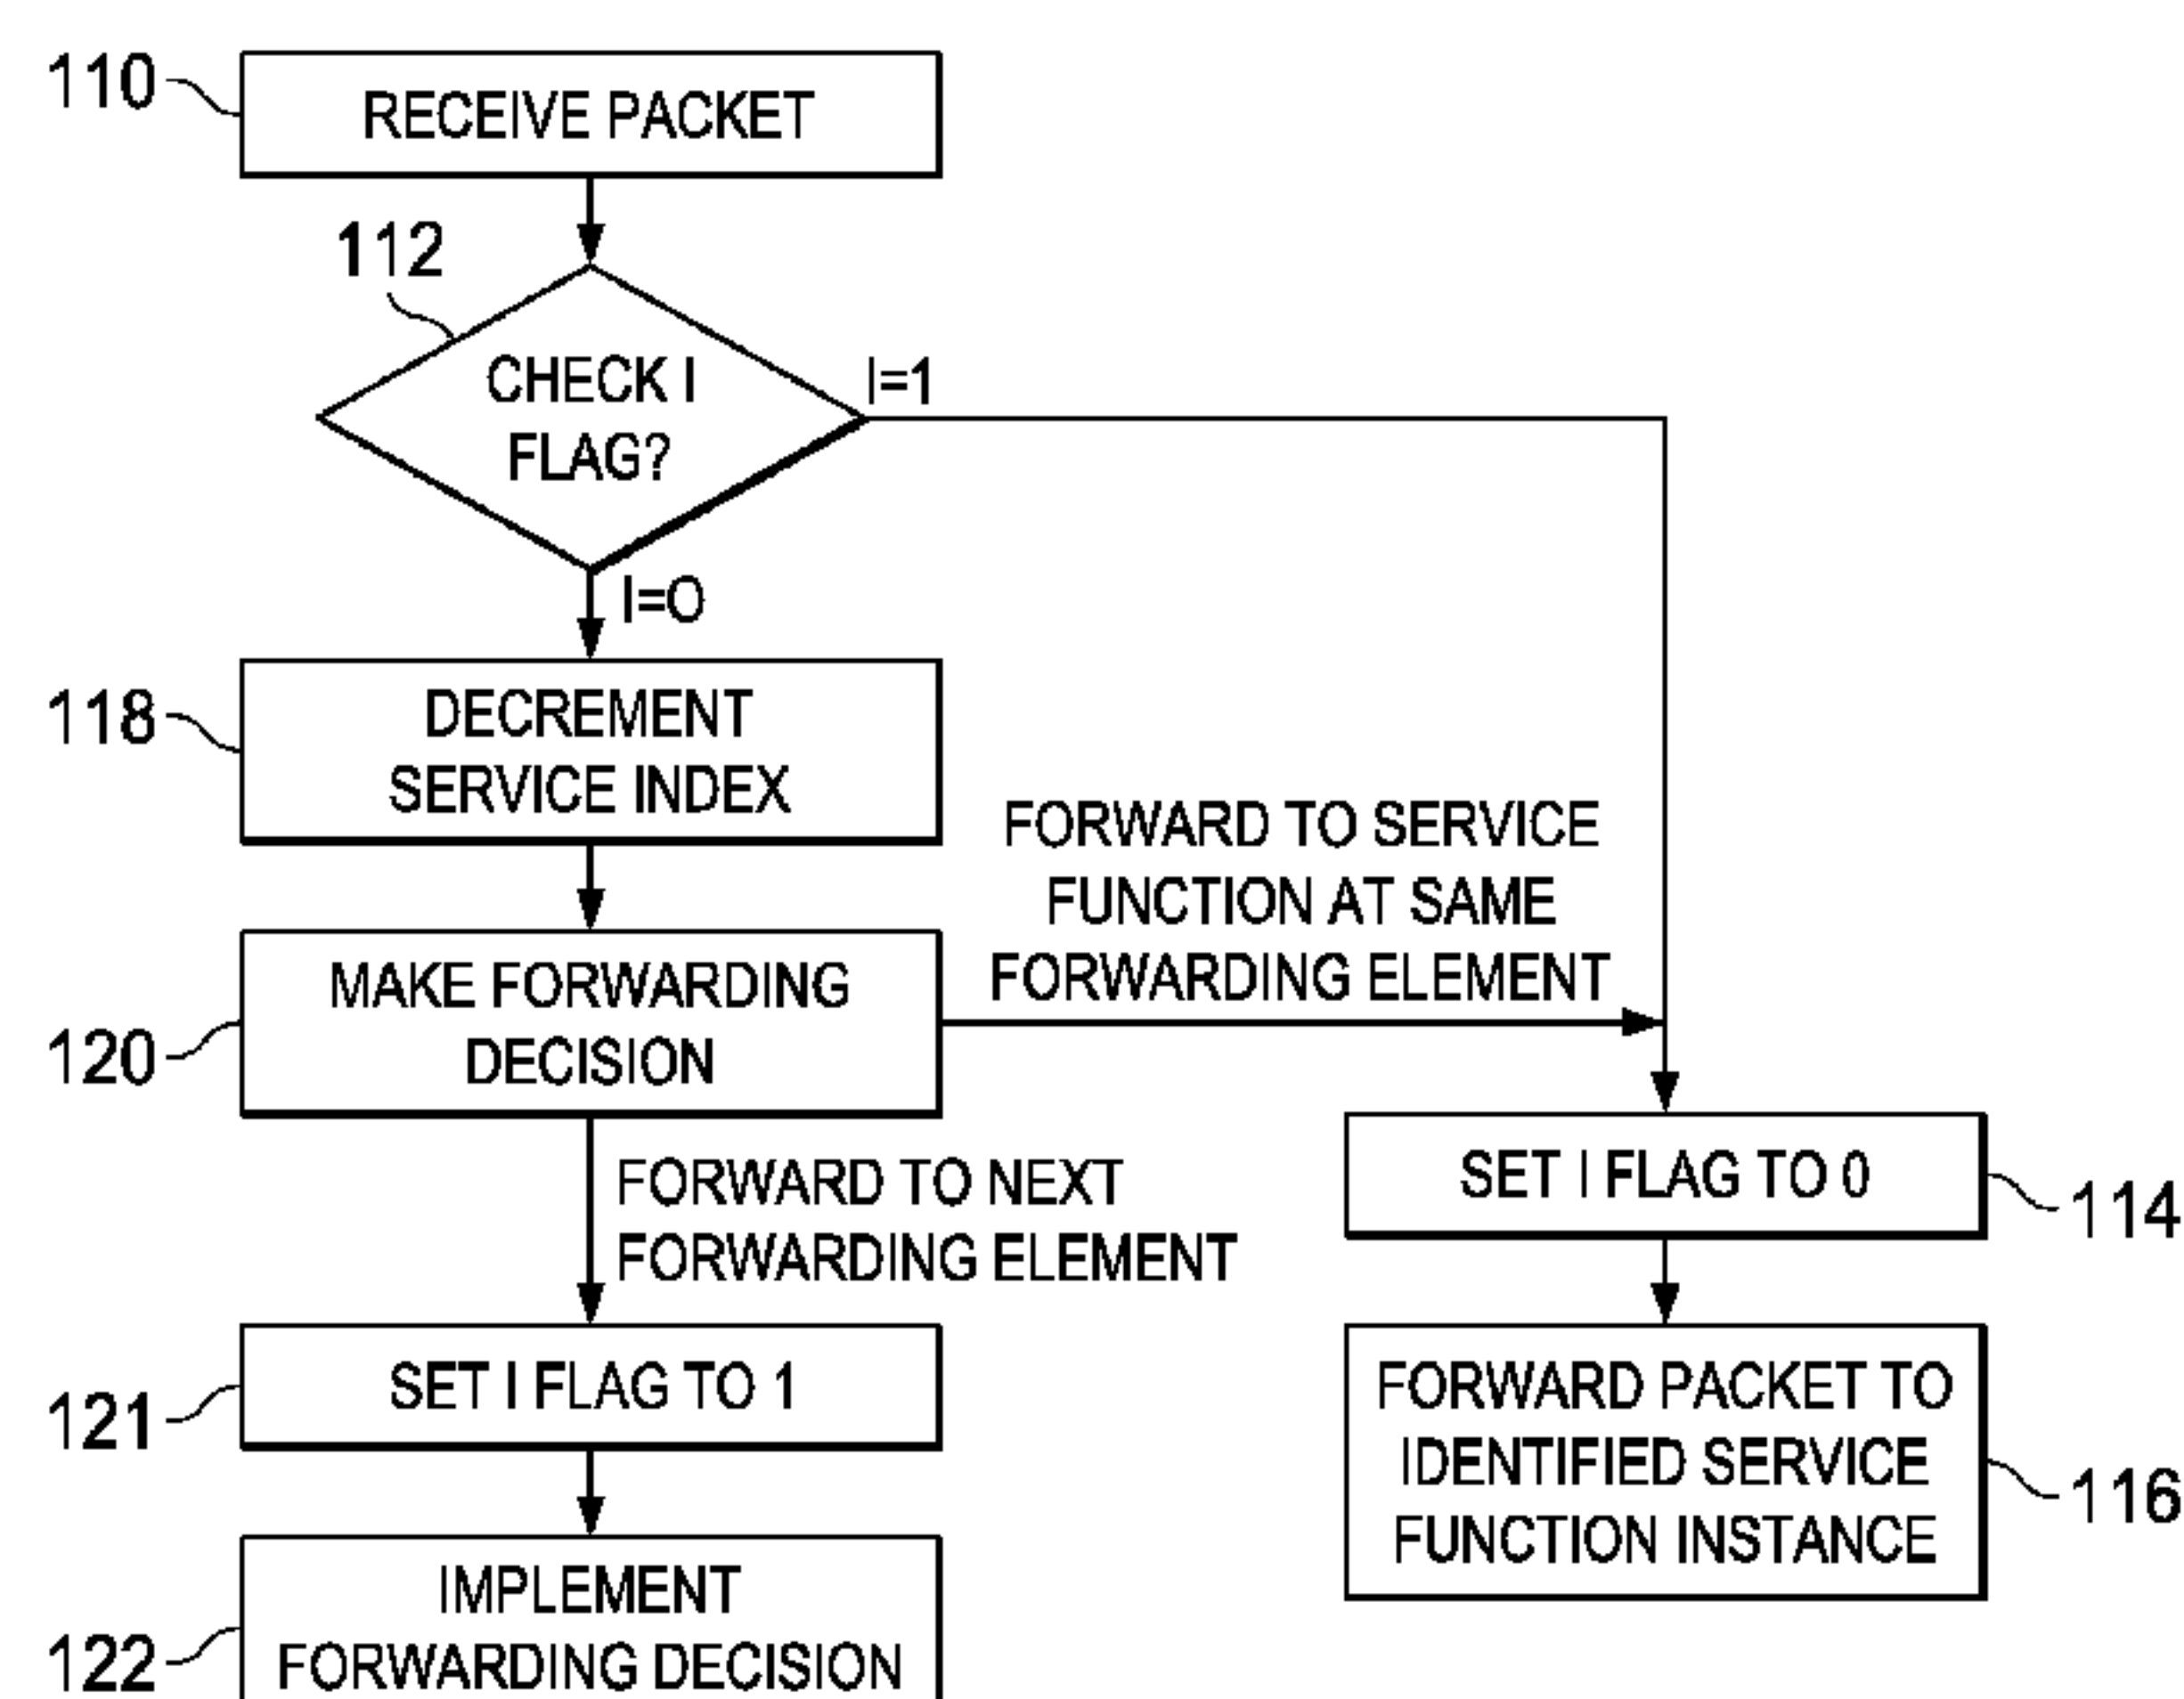 110
RECEIVE PACKET
112
CHECK I
FLAG?
I=1
I=0
118
DECREMENT
SERVICE INDEX
FORWARD TO SERVICE
FUNCTION AT SAME
FORWARDING ELEMENT
120
MAKE FORWARDING
DECISION
FORWARD TO NEXT
FORWARDING ELEMENT
SET I FLAG TO 0
114
121
SET I FLAG TO 1
FORWARD PACKET TO
IDENTIFIED SERVICE
FUNCTION INSTANCE
116
122
IMPLEMENT
FORWARDING DECISION